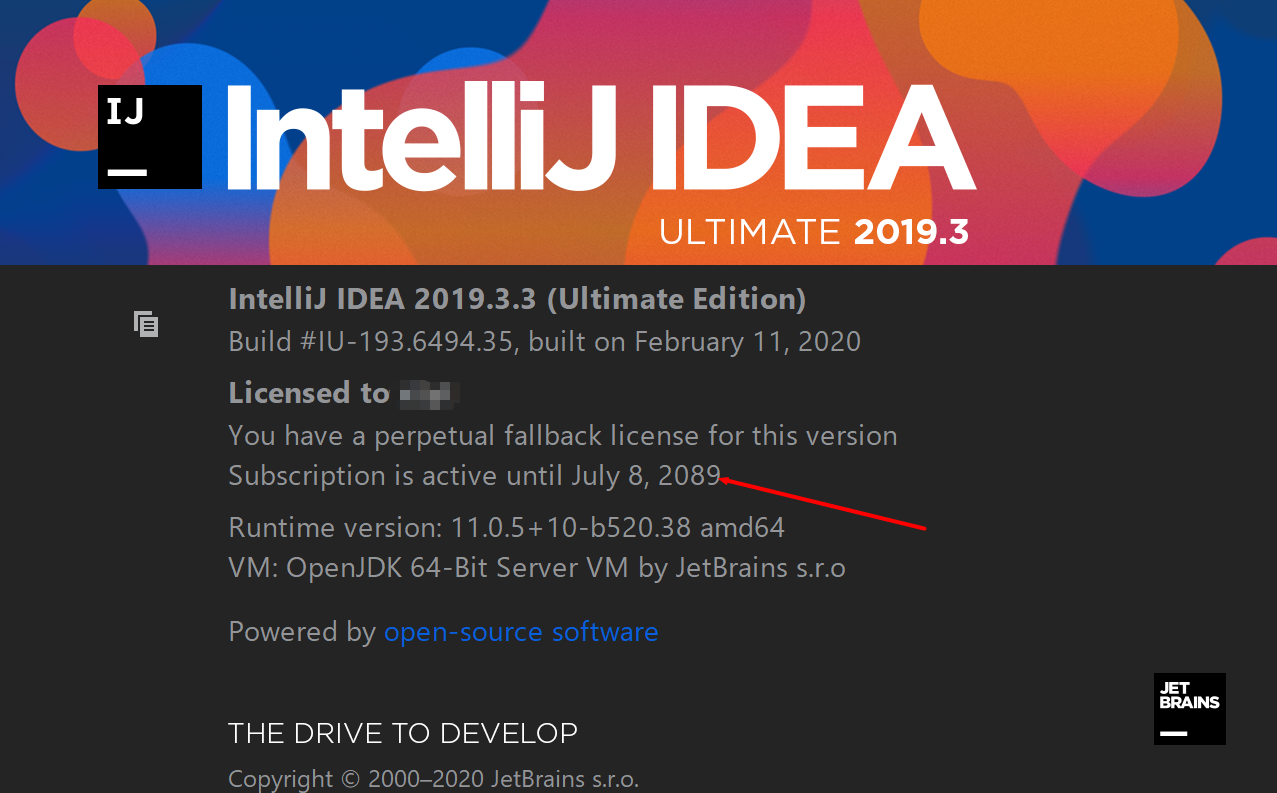 IJ
IntelliJ IDEA
ULTIMATE 2019.3
IntelliJ IDEA 2019.3.3 (Ultimate Edition)
Build #IU-193.6494.35, built on February 11, 2020
Licensed to
You have a perpetual fallback license for this version
Subscription is active until July 8, 2089
Runtime version: 11.0.5+10-b520.38 amd64
VM: OpenJDK 64-Bit Server VM by JetBrains s.r.o
Powered by open-source software
JET
BRAINS
THE DRIVE TO DEVELOP
Copyright © 2000–2020 JetBrains s.r.o.